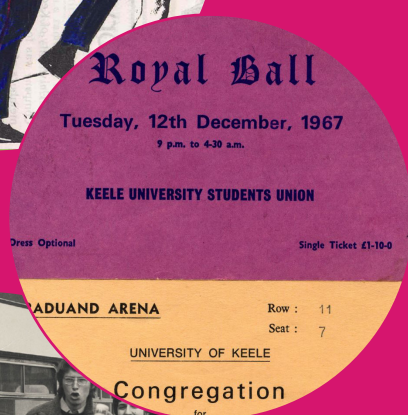 Royal Ball
Tuesday, 12th December, 1967
9 p.m. to 4-30 a.m.
KEELE UNIVERSITY STUDENTS UNION
Dress Optional
Single Ticket £1-10-0
ADUAND ARENA
Row : 11
Seat : 7
UNIVERSITY OF KEELE
Congregation
for